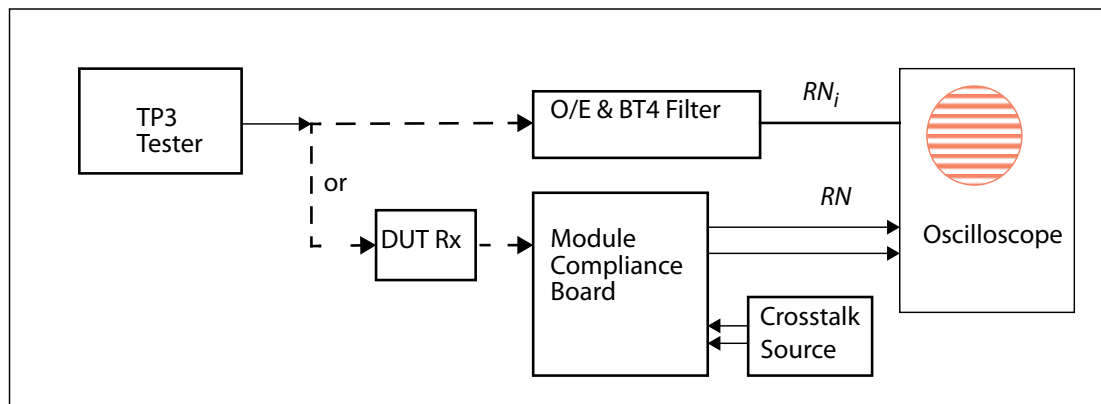 TP3
Tester
or
O/E & BT4 Filter
RNi
DUT Rx
Module
Compliance
Board
RN
Oscilloscope
Crosstalk
Source